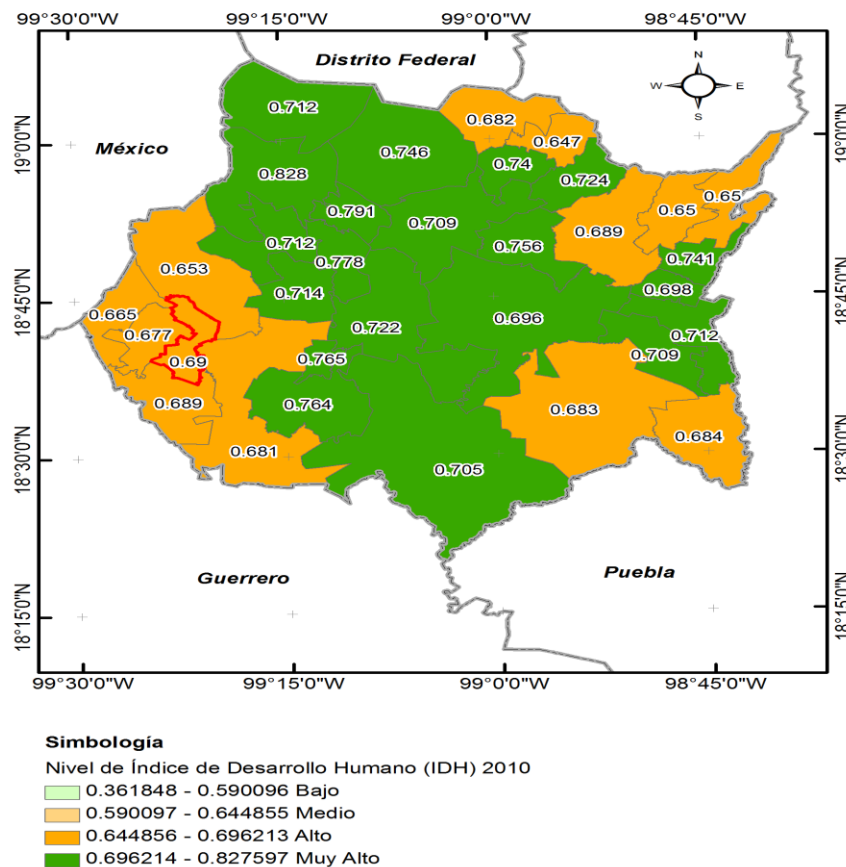 99°30'0"W 99°15'0"W 99°0'0"W 98°45'0"W
Distrito Federal
N
W E
S
México
19°0'0"N
19°0'0"N
0.712
0.682
0.647
0.746
0.74
0.828
0.724
0.65
0.791
0.65
0.709
0.689
0.712
0.756
0.741
0.778
0.653
0.698
0.714
18°45'0"N
18°45'0"N
0.665
0.696
0.722
0.677
0.712
0.709
0.765
0.69
0.764
0.689
0.683
0.684
0.681
18°30'0"N
18°30'0"N
0.705
Guerrero
Puebla
18°15'0"N
18°15'0"N
99°30'0"W 99°15'0"W 99°0'0"W 98°45'0"W
Simbología
Nivel de Índice de Desarrollo Humano (IDH) 2010
0.361848 - 0.590096 Bajo
0.590097 - 0.644855 Medio
0.644856 - 0.696213 Alto
0.696214 - 0.827597 Muy Alto